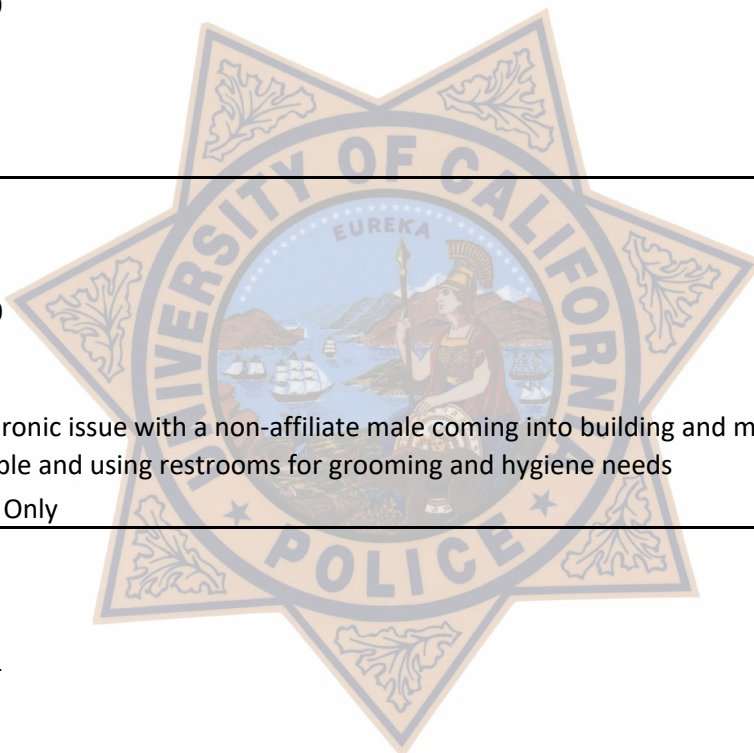 )
UNIVERSITY OF CALIFORNIA
EUREKA
)
ronic issue with a non-affiliate male coming into building and m
ple and using restrooms for grooming and hygiene needs
Only
POLICE